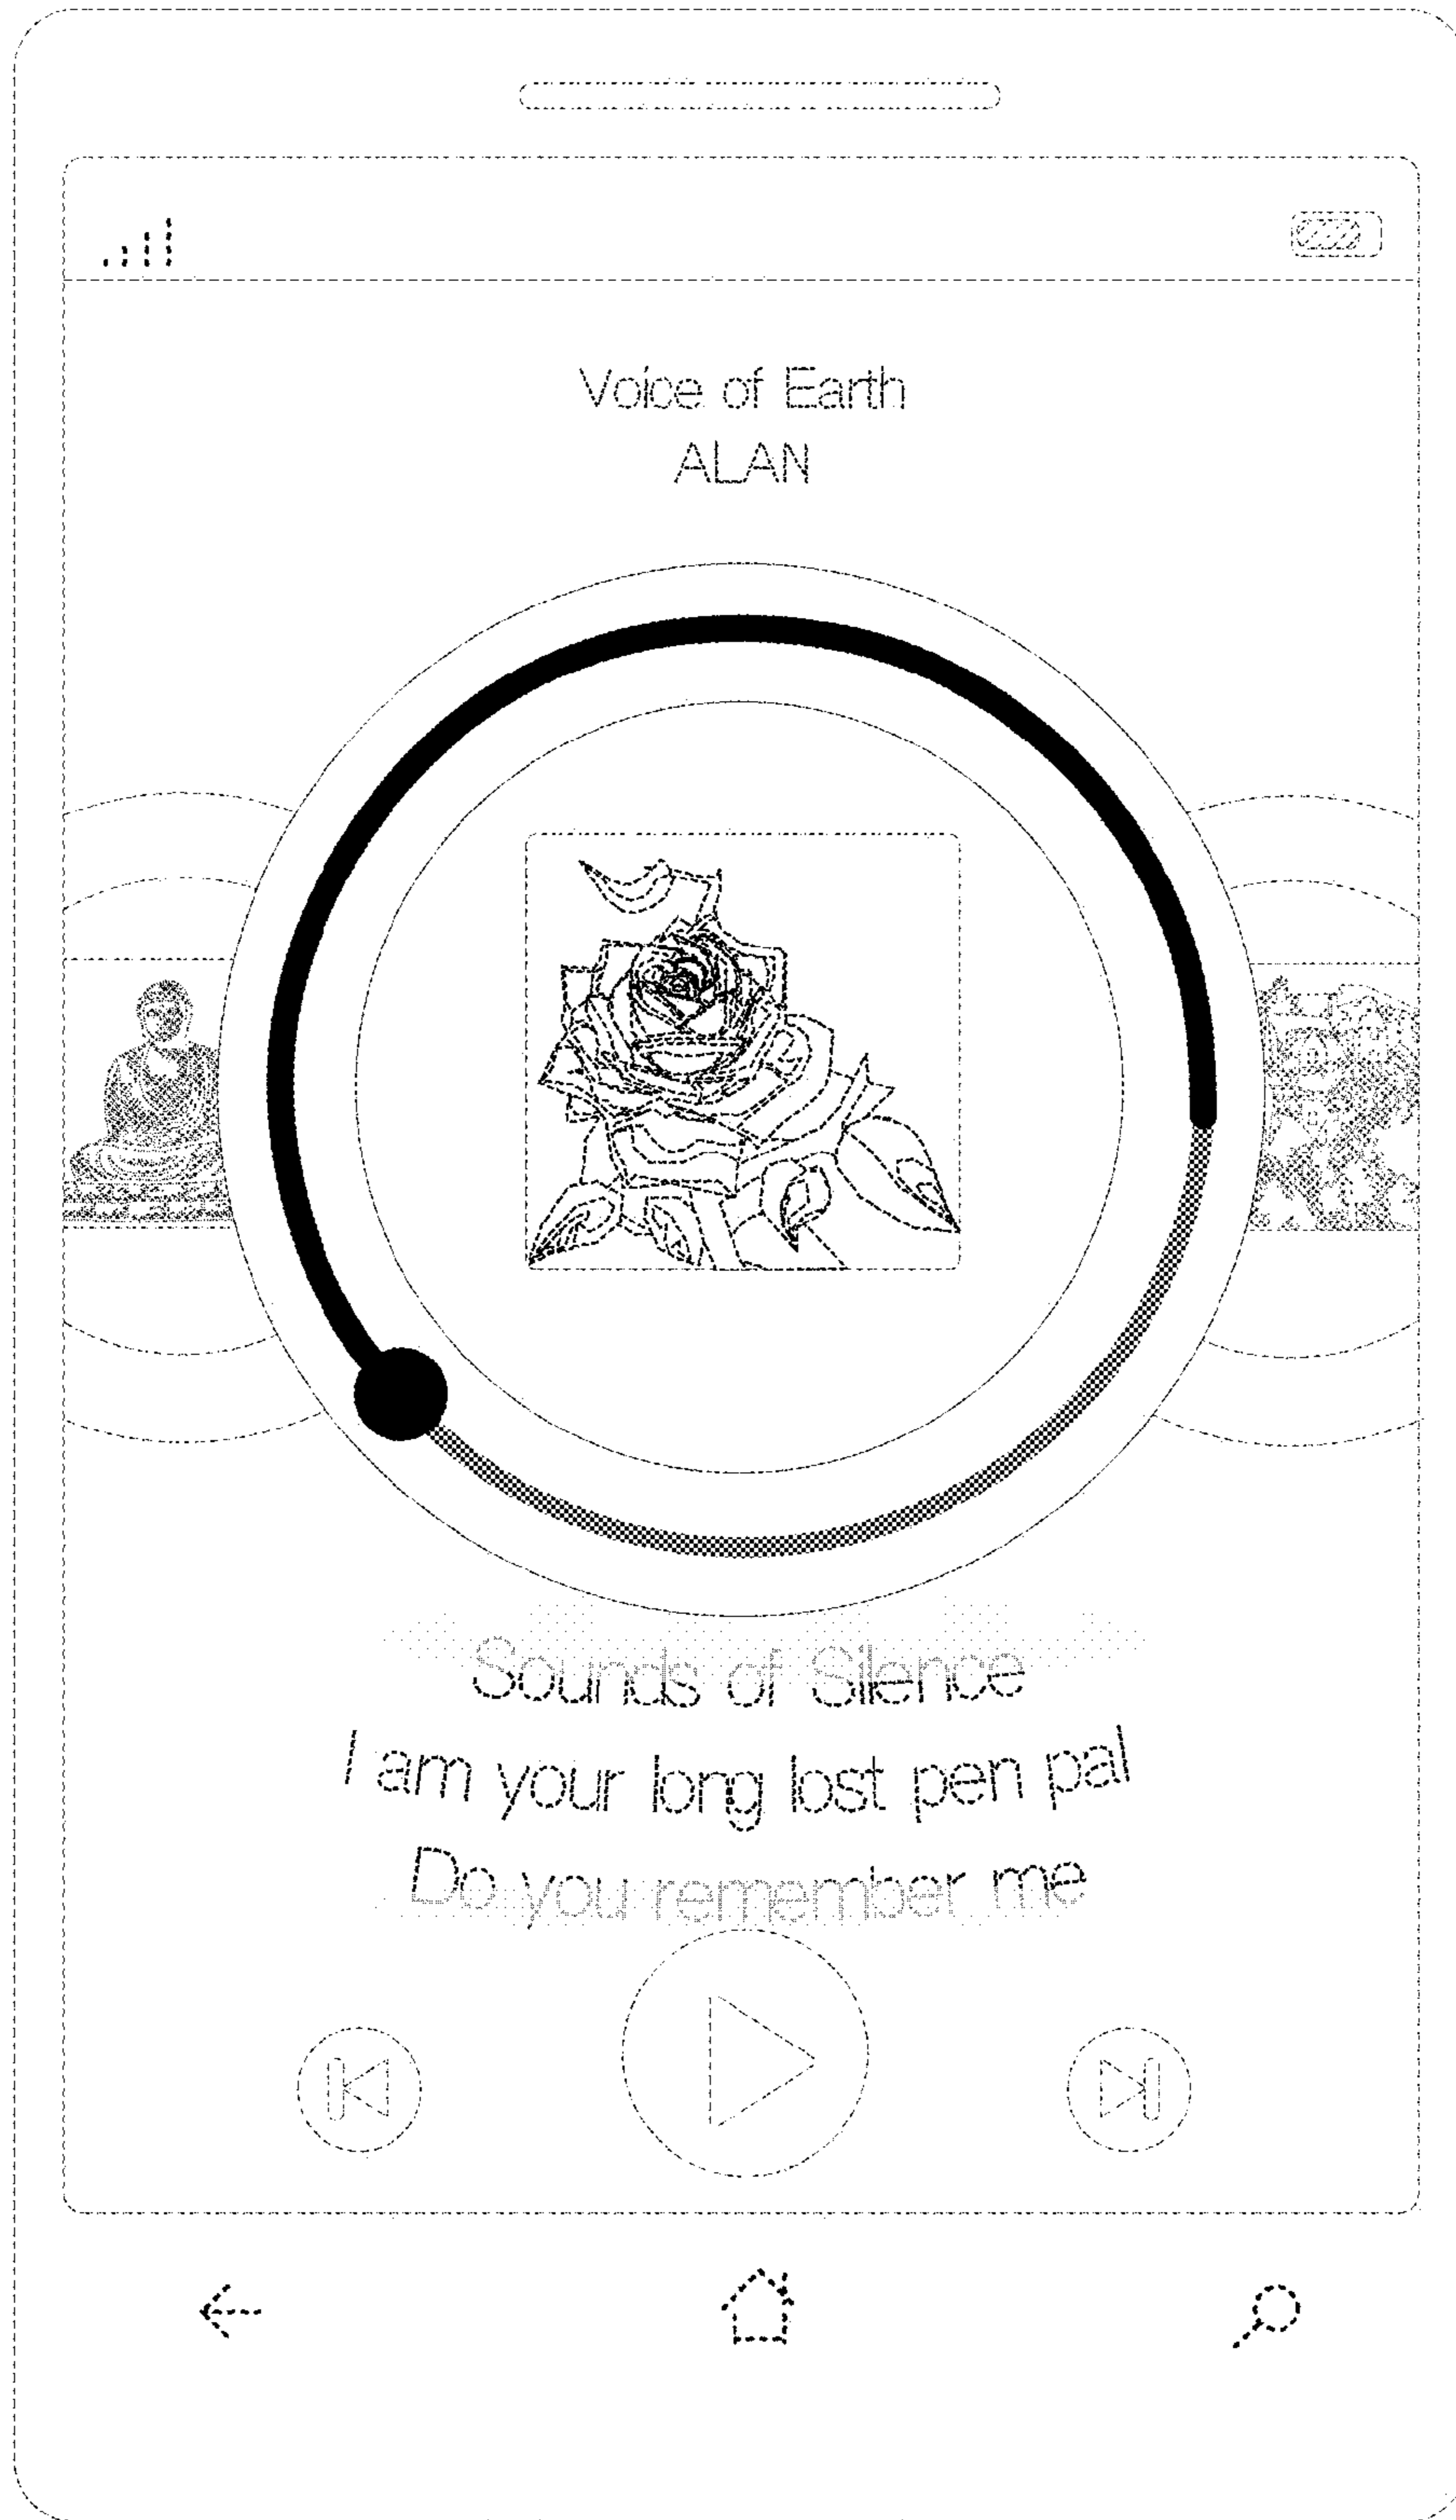 Voice of Earth
ALAN
Sounds of Silence
I am your long lost pen pal
Do you remember me